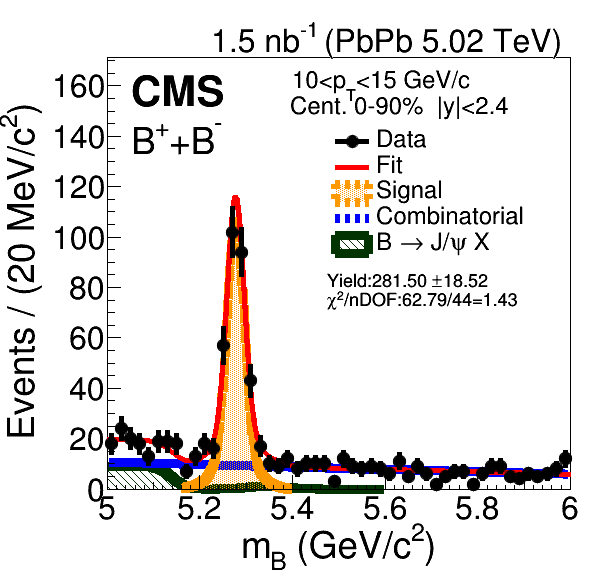 1.5 nb⁻¹ (PbPb 5.02 TeV)
CMS
B⁺+B⁻
10<p_T<15 GeV/c
Cent. 0-90% |y|<2.4
Data
Fit
Signal
Combinatorial
B → J/ψ X
Yield:281.50 ±18.52
χ²/nDOF:62.79/44=1.43
Events / (20 MeV/c²)
160
140
120
100
80
60
40
20
0
5 5.2 5.4 5.6 5.8 6
m_B (GeV/c²)